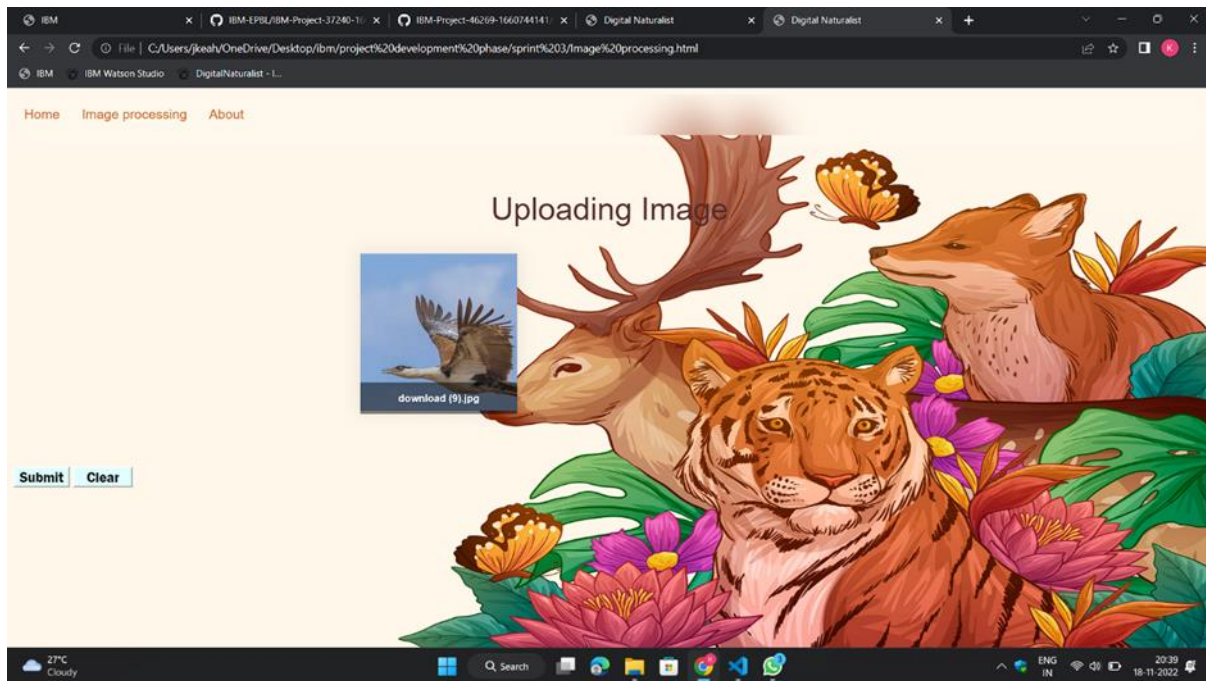 IBM
IBM-EPBL/IBM-Project-37240-16
IBM-Project-46269-1660744141
Digital Naturalist
Digital Naturalist
File | C:/Users/jkeah/OneDrive/Desktop/ibm/project%20development%20phase/sprint%203/Image%20processing.html
K
IBM
IBM Watson Studio
DigitalNaturalist - I...
Home Image processing About
Uploading Image
download (9).jpg
Submit Clear
27°C
Cloudy
Search
ENG
IN
20:39
18-11-2022